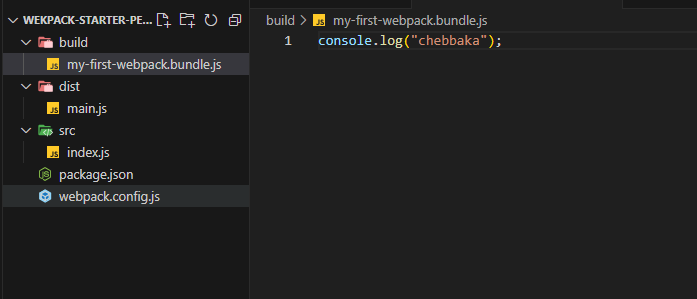 WEKPACK-STARTER-PE...
build
JS my-first-webpack.bundle.js
dist
JS main.js
src
JS index.js
JS package.json
webpack.config.js
build > JS my-first-webpack.bundle.js
1 console.log("chebbaka");